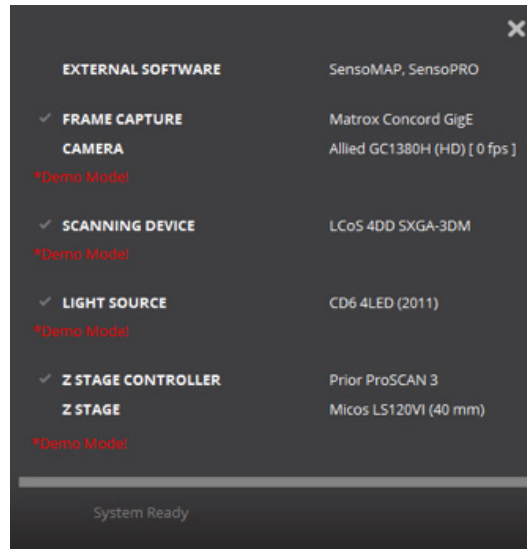 EXTERNAL SOFTWARE SensoMAP, SensoPRO
FRAME CAPTURE Matrox Concord GigE
CAMERA Allied GC1380H (HD) [ 0 fps ]
*Demo Mode!
SCANNING DEVICE LCoS 4DD SXGA-3DM
*Demo Mode!
LIGHT SOURCE CD6 4LED (2011)
*Demo Mode!
Z STAGE CONTROLLER Prior ProSCAN 3
Z STAGE Micos LS120VI (40 mm)
*Demo Mode!
System Ready